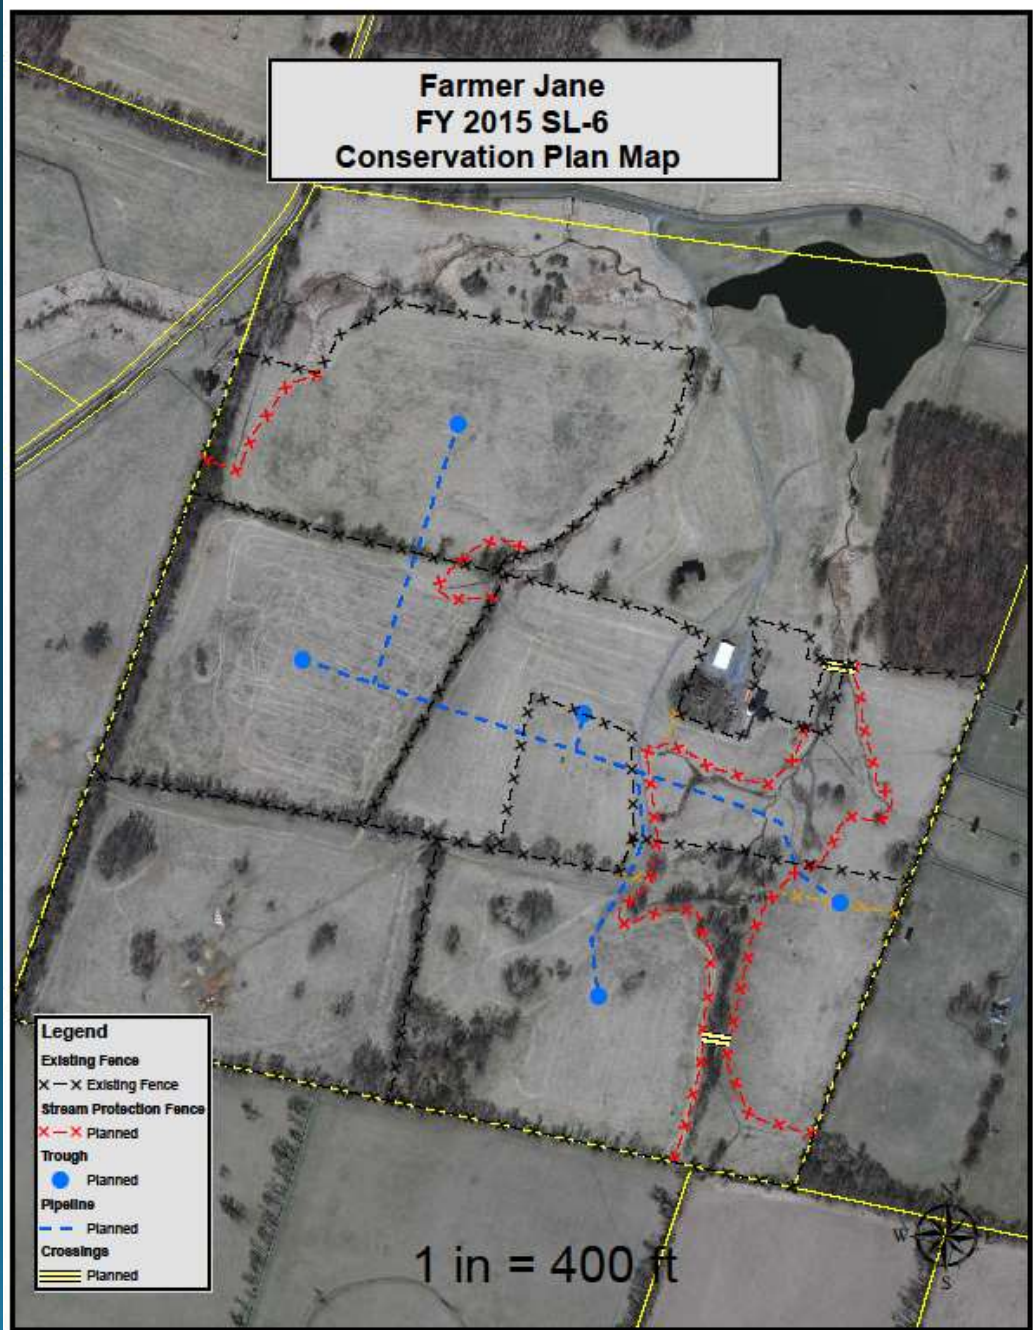 Farmer Jane
FY 2015 SL-6
Conservation Plan Map
Legend
Existing Fence
Existing Fence
Stream Protection Fence
Planned
Trough
Planned
Pipeline
Planned
Crossings
Planned
1 in = 400 ft
W
S